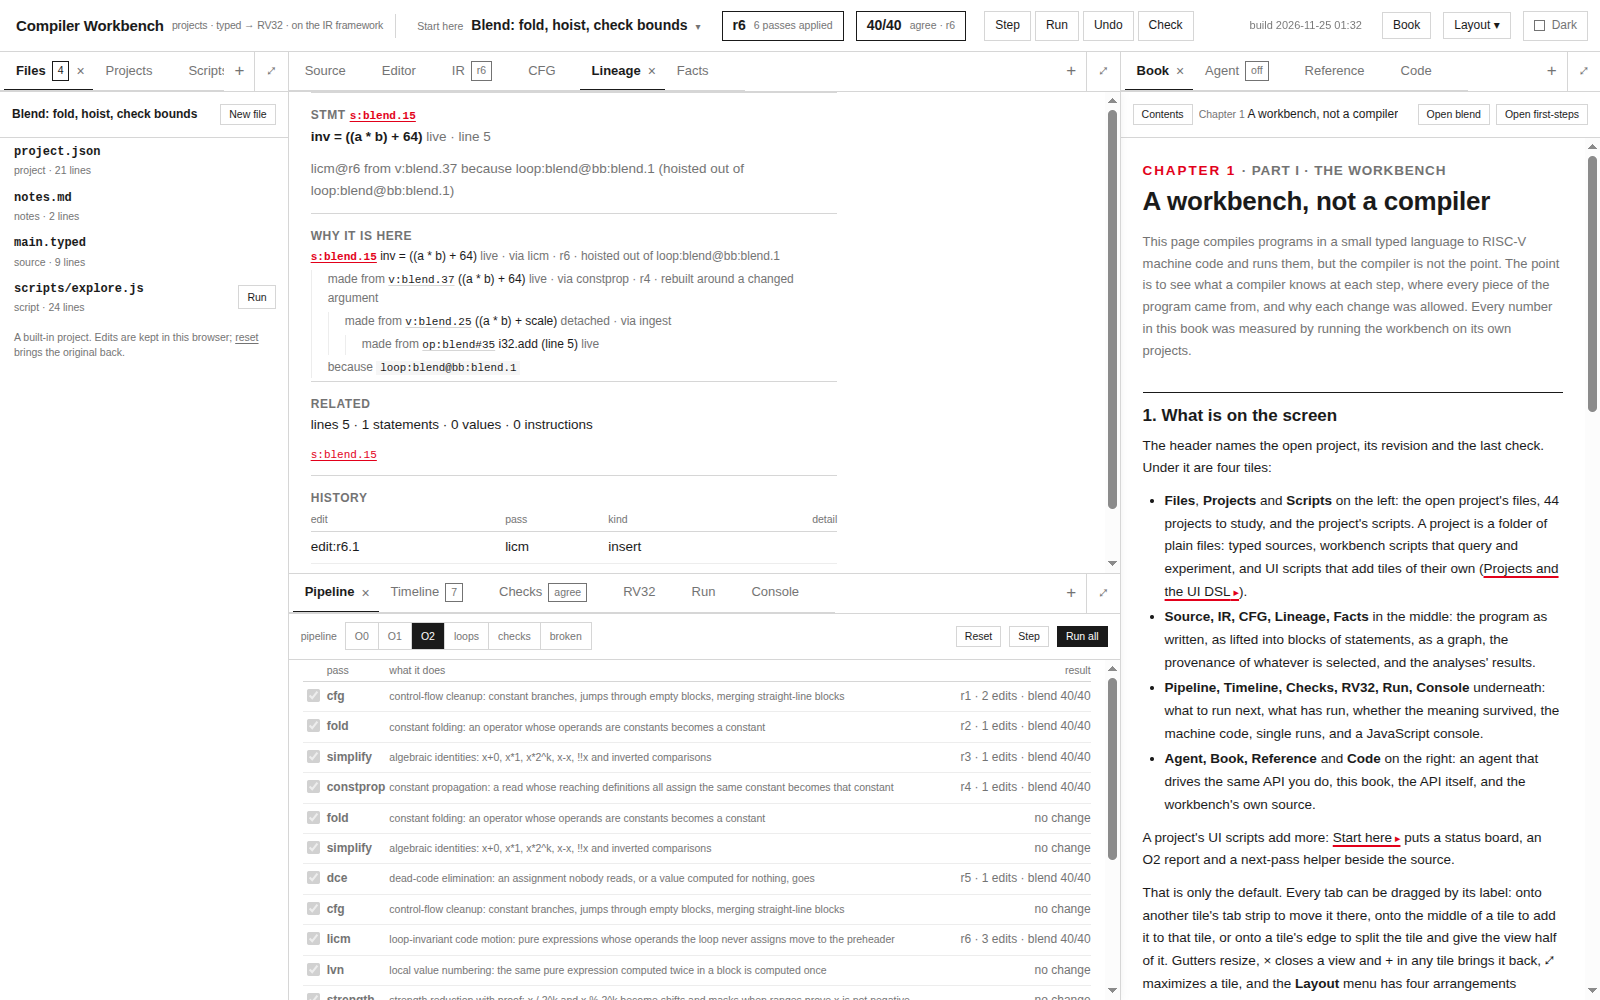 Compiler Workbench projects · typed → RV32 · on the IR framework Start here Blend: fold, hoist, check bounds ▾ r6 6 passes applied 40/40 agree · r6 Step Run Undo Check build 2026-11-25 01:32 Book Layout ▾ Dark
Files 4 × Projects Scripts +
Blend: fold, hoist, check bounds New file
project.json
project · 21 lines
notes.md
notes · 2 lines
main.typed
source · 9 lines
scripts/explore.js
script · 24 lines
Run
A built-in project. Edits are kept in this browser; reset
brings the original back.
Source Editor IR r6 CFG Lineage × Facts +
STMT s:blend.15
inv = ((a * b) + 64) live · line 5
licm@r6 from v:blend.37 because loop:blend@bb:blend.1 (hoisted out of
loop:blend@bb:blend.1)
WHY IT IS HERE
s:blend.15 inv = ((a * b) + 64) live · via licm · r6 · hoisted out of loop:blend@bb:blend.1
made from v:blend.37 ((a * b) + 64) live · via constprop · r4 · rebuilt around a changed
argument
made from v:blend.25 ((a * b) + scale) detached · via ingest
made from op:blend#35 i32.add (line 5) live
because loop:blend@bb:blend.1
RELATED
lines 5 · 1 statements · 0 values · 0 instructions
s:blend.15
HISTORY
edit pass kind detail
edit:r6.1 licm insert
Pipeline × Timeline 7 Checks agree RV32 Run Console +
pipeline O0 O1 O2 loops checks broken Reset Step Run all
pass what it does result
cfg control-flow cleanup: constant branches, jumps through empty blocks, merging straight-line blocks r1 · 2 edits · blend 40/40
fold constant folding: an operator whose operands are constants becomes a constant r2 · 1 edits · blend 40/40
simplify algebraic identities: x+0, x*1, x*2^k, x-x, !!x and inverted comparisons r3 · 1 edits · blend 40/40
constprop constant propagation: a read whose reaching definitions all assign the same constant becomes that constant r4 · 1 edits · blend 40/40
fold constant folding: an operator whose operands are constants becomes a constant no change
simplify algebraic identities: x+0, x*1, x*2^k, x-x, !!x and inverted comparisons no change
dce dead-code elimination: an assignment nobody reads, or a value computed for nothing, goes r5 · 1 edits · blend 40/40
cfg control-flow cleanup: constant branches, jumps through empty blocks, merging straight-line blocks no change
licm loop-invariant code motion: pure expressions whose operands the loop never assigns move to the preheader r6 · 3 edits · blend 40/40
lvn local value numbering: the same pure expression computed twice in a block is computed once no change
strength strength reduction with proof: x / 2^k and x % 2^k become shifts and masks when ranges prove x is not negative no change
Book × Agent off Reference Code +
Contents Chapter 1 A workbench, not a compiler Open blend Open first-steps
CHAPTER 1 · PART I · THE WORKBENCH
A workbench, not a compiler
This page compiles programs in a small typed language to RISC-V
machine code and runs them, but the compiler is not the point. The point
is to see what a compiler knows at each step, where every piece of the
program came from, and why each change was allowed. Every number
in this book was measured by running the workbench on its own
projects.
1. What is on the screen
The header names the open project, its revision and the last check.
Under it are four tiles:
• Files, Projects and Scripts on the left: the open project's files, 44
projects to study, and the project's scripts. A project is a folder of
plain files: typed sources, workbench scripts that query and
experiment, and UI scripts that add tiles of their own (Projects and
the UI DSL ▸).
• Source, IR, CFG, Lineage, Facts in the middle: the program as
written, as lifted into blocks of statements, as a graph, the
provenance of whatever is selected, and the analyses' results.
• Pipeline, Timeline, Checks, RV32, Run, Console underneath:
what to run next, what has run, whether the meaning survived, the
machine code, single runs, and a JavaScript console.
• Agent, Book, Reference and Code on the right: an agent that
drives the same API you do, this book, the API itself, and the
workbench's own source.
A project's UI scripts add more: Start here ▸ puts a status board, an
O2 report and a next-pass helper beside the source.
That is only the default. Every tab can be dragged by its label: onto
another tile's tab strip to move it there, onto the middle of a tile to add
it to that tile, or onto a tile's edge to split the tile and give the view half
of it. Gutters resize, × closes a view and + in any tile brings it back, ⤢
maximizes a tile, and the Layout menu has four arrangements